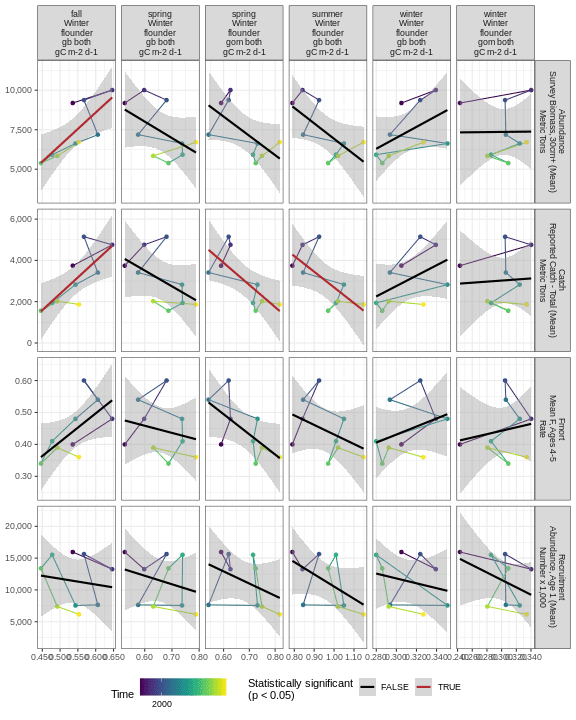 fall
Winter
flounder
gb both
gC m-2 d-1
spring
Winter
flounder
gb both
gC m-2 d-1
spring
Winter
flounder
gom both
gC m-2 d-1
summer
Winter
flounder
gb both
gC m-2 d-1
winter
Winter
flounder
gb both
gC m-2 d-1
winter
Winter
flounder
gom both
gC m-2 d-1
10,000
7,500
5,000
Abundance
Survey Biomass, 30cm+ (Mean)
Metric Tons
6,000
4,000
2,000
0
Catch
Reported Catch - Total (Mean)
Metric Tons
0.60
0.50
0.40
0.30
Fmort
Mean F, Ages 4-5
Rate
20,000
15,000
10,000
5,000
Recruitment
Abundance, Age 1 (Mean)
Number x 1,000
0.450 0.500 0.550 0.600 0.650
0.60 0.70 0.80
0.60 0.70 0.80
0.80 0.90 1.00 1.10
0.280 0.300 0.320 0.340
0.240 0.260 0.280 0.300 0.320 0.340
Time
2000
Statistically significant
(p < 0.05)
FALSE
TRUE